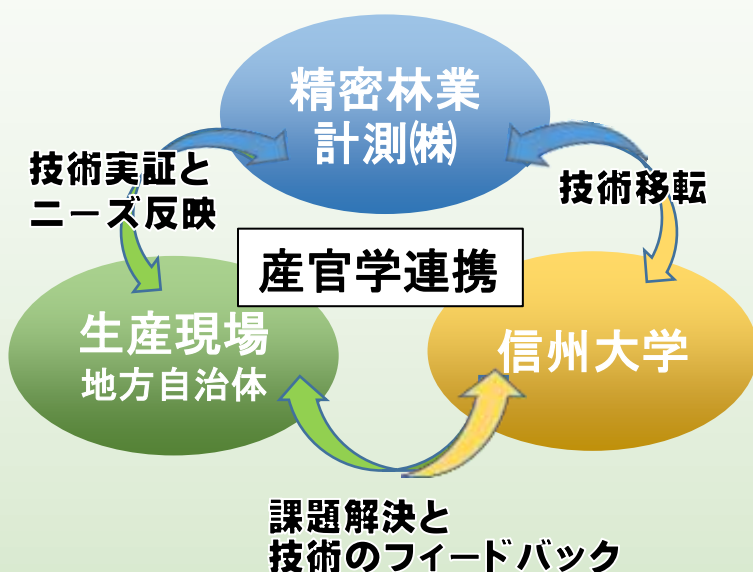 精密林業
計測㈱
技術実証と
ニーズ反映
技術移転
産官学連携
生産現場
地方自治体
信州大学
課題解決と
技術のフィードバック